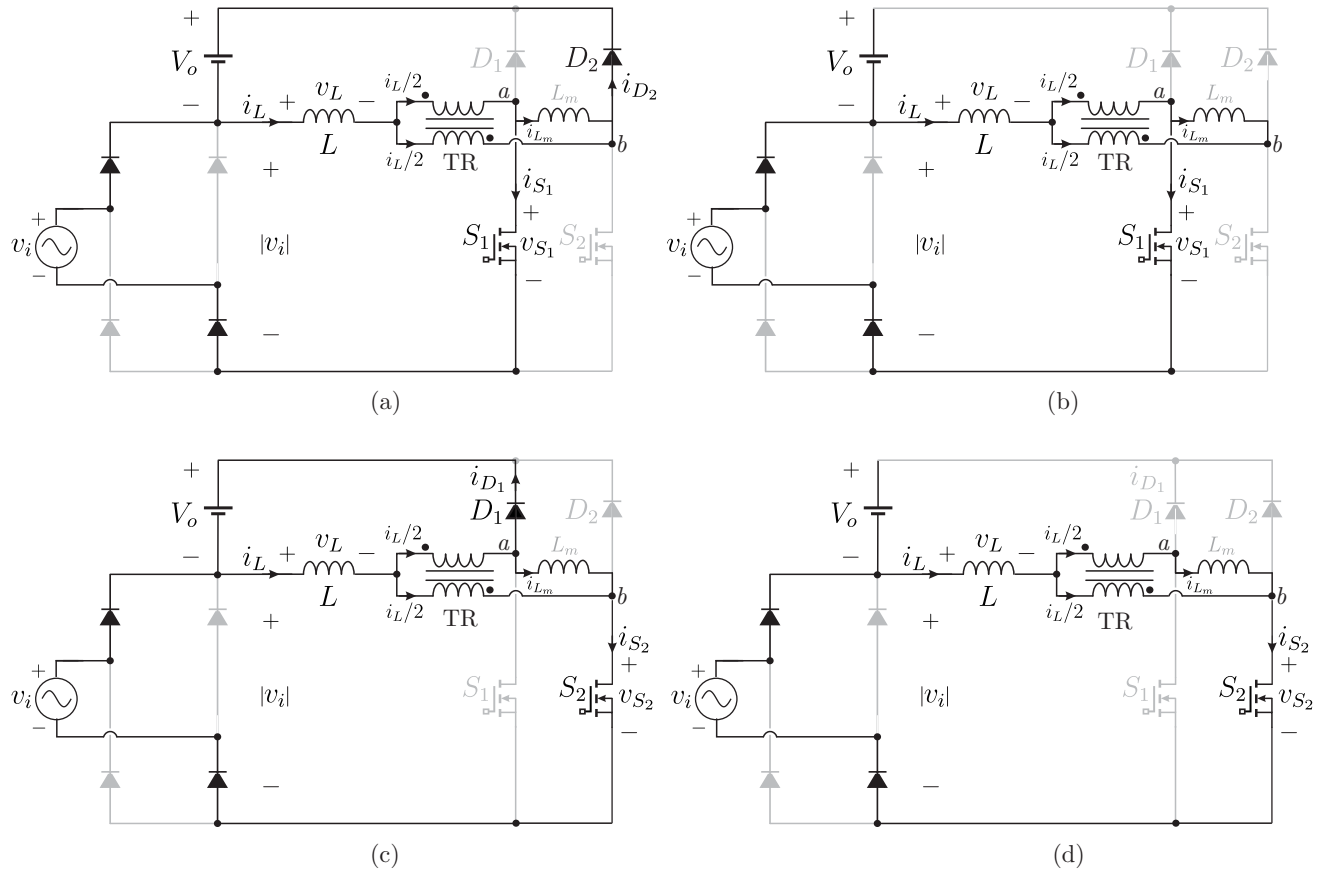 +
V_o
−
D_1
D_2
i_{D_2}
i_L
+
v_L
−
L
i_L/2
i_L/2
TR
a
L_m
i_{L_m}
b
+
|v_i|
−
+
v_i
−
i_{S_1}
+
S_1
v_{S_1}
−
S_2
(a)
+
V_o
−
D_1
D_2
i_L
+
v_L
−
L
i_L/2
i_L/2
TR
a
L_m
i_{L_m}
b
+
|v_i|
−
+
v_i
−
i_{S_1}
+
S_1
v_{S_1}
−
S_2
(b)
+
V_o
−
i_{D_1}
D_1
D_2
i_L
+
v_L
−
L
i_L/2
i_L/2
TR
a
L_m
i_{L_m}
b
+
|v_i|
−
+
v_i
−
S_1
i_{S_2}
+
S_2
v_{S_2}
−
(c)
+
V_o
−
i_{D_1}
D_1
D_2
i_L
+
v_L
−
L
i_L/2
i_L/2
TR
a
L_m
i_{L_m}
b
+
|v_i|
−
+
v_i
−
S_1
i_{S_2}
+
S_2
v_{S_2}
−
(d)